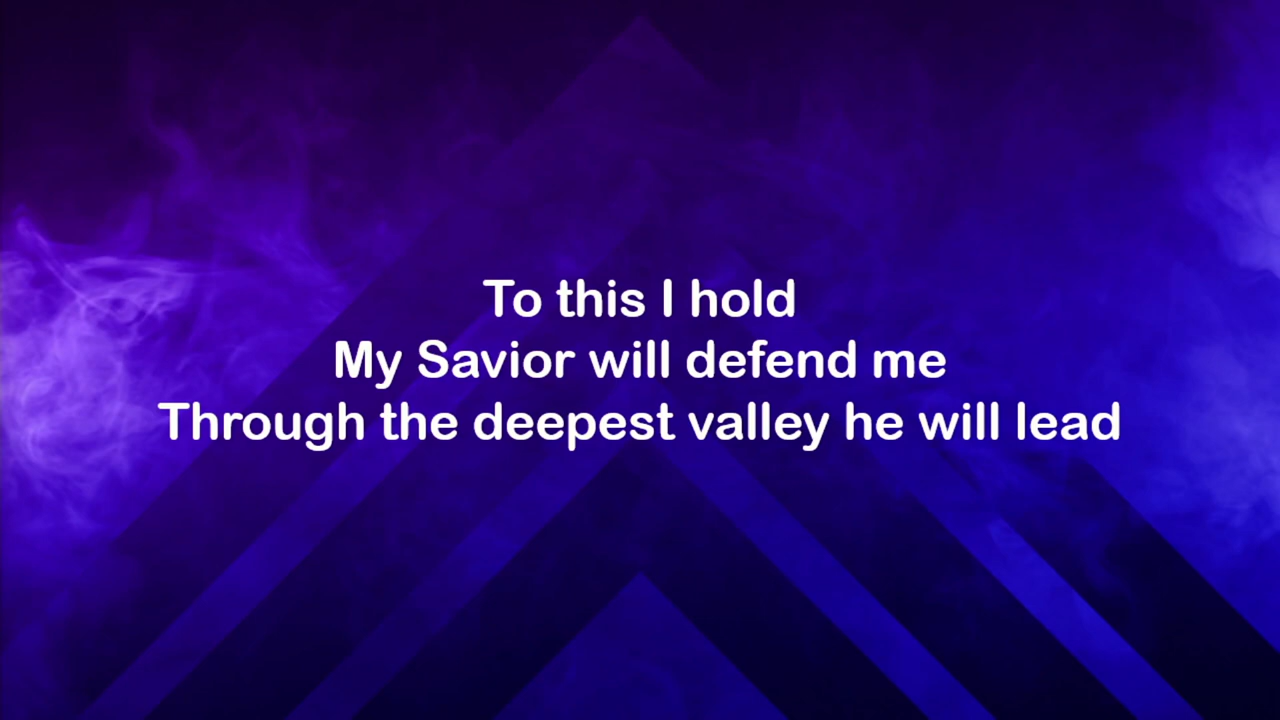 To this I hold
My Savior will defend me
Through the deepest valley he will lead